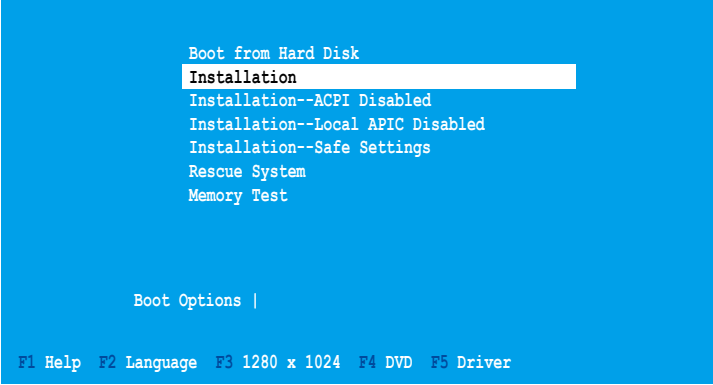 Boot from Hard Disk
Installation
Installation--ACPI Disabled
Installation--Local APIC Disabled
Installation--Safe Settings
Rescue System
Memory Test
Boot Options |
F1 Help F2 Language F3 1280 x 1024 F4 DVD F5 Driver